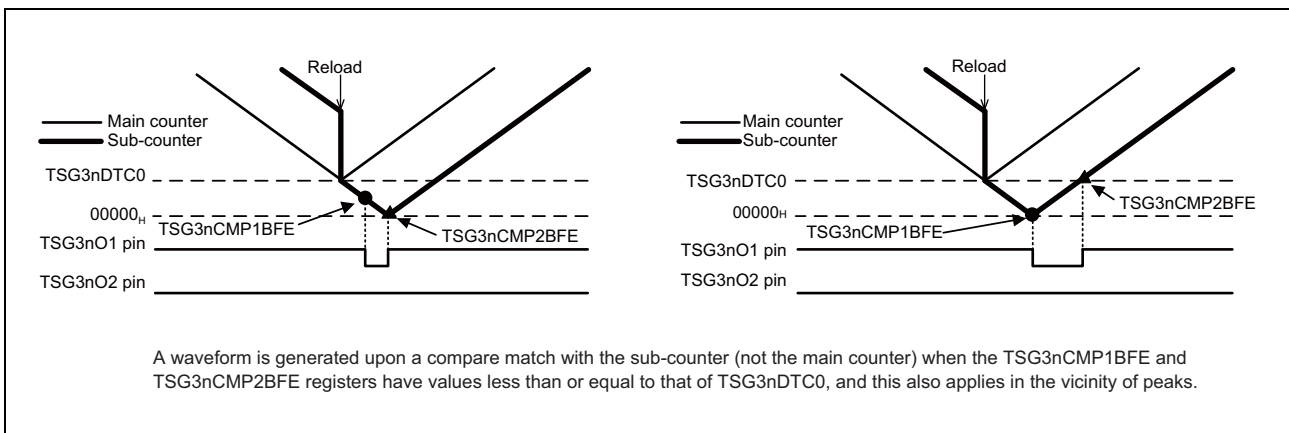 Reload
Main counter
Sub-counter
TSG3nDTC0
00000H
TSG3nCMP1BFE
TSG3nCMP2BFE
TSG3nO1 pin
TSG3nO2 pin
Reload
Main counter
Sub-counter
TSG3nDTC0
TSG3nCMP2BFE
00000H
TSG3nCMP1BFE
TSG3nO1 pin
TSG3nO2 pin
A waveform is generated upon a compare match with the sub-counter (not the main counter) when the TSG3nCMP1BFE and
TSG3nCMP2BFE registers have values less than or equal to that of TSG3nDTC0, and this also applies in the vicinity of peaks.